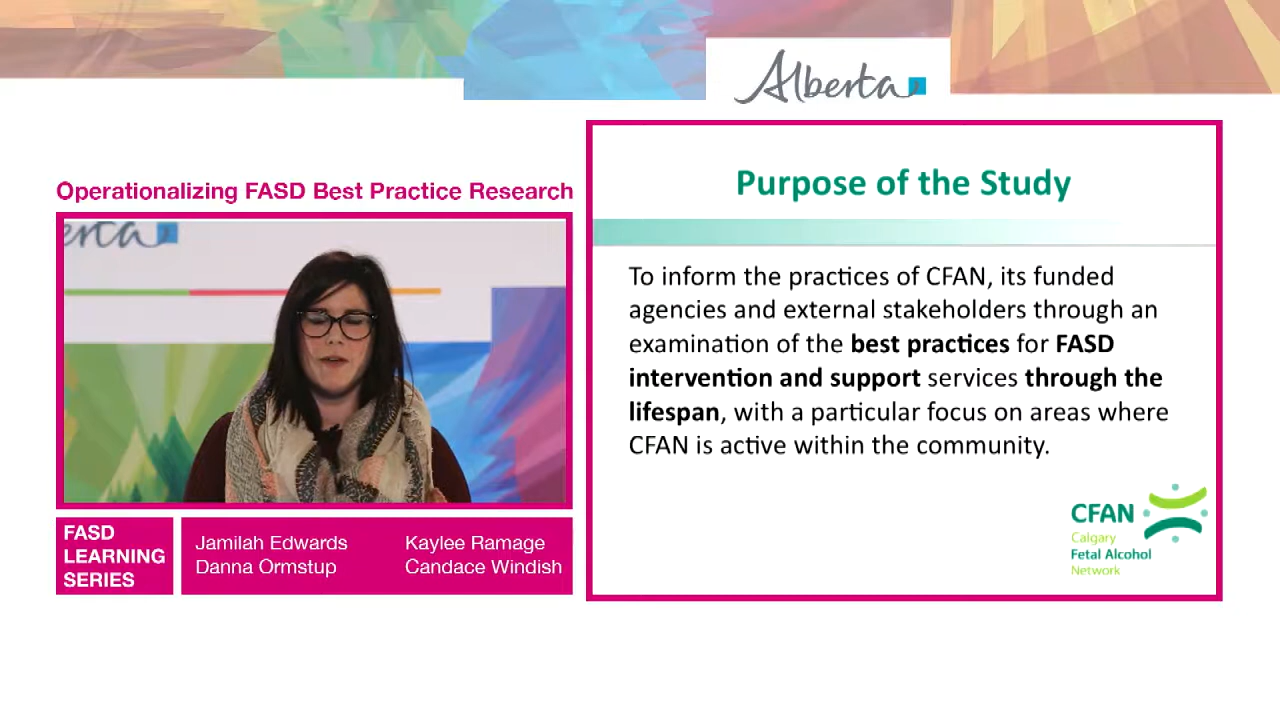 Alberta
Operationalizing FASD Best Practice Research
erta
FASD
LEARNING
SERIES
Jamilah Edwards
Danna Ormstup
Kaylee Ramage
Candace Windish
Purpose of the Study
To inform the practices of CFAN, its funded
agencies and external stakeholders through an
examination of the best practices for FASD
intervention and support services through the
lifespan, with a particular focus on areas where
CFAN is active within the community.
CFAN
Calgary
Fetal Alcohol
Network